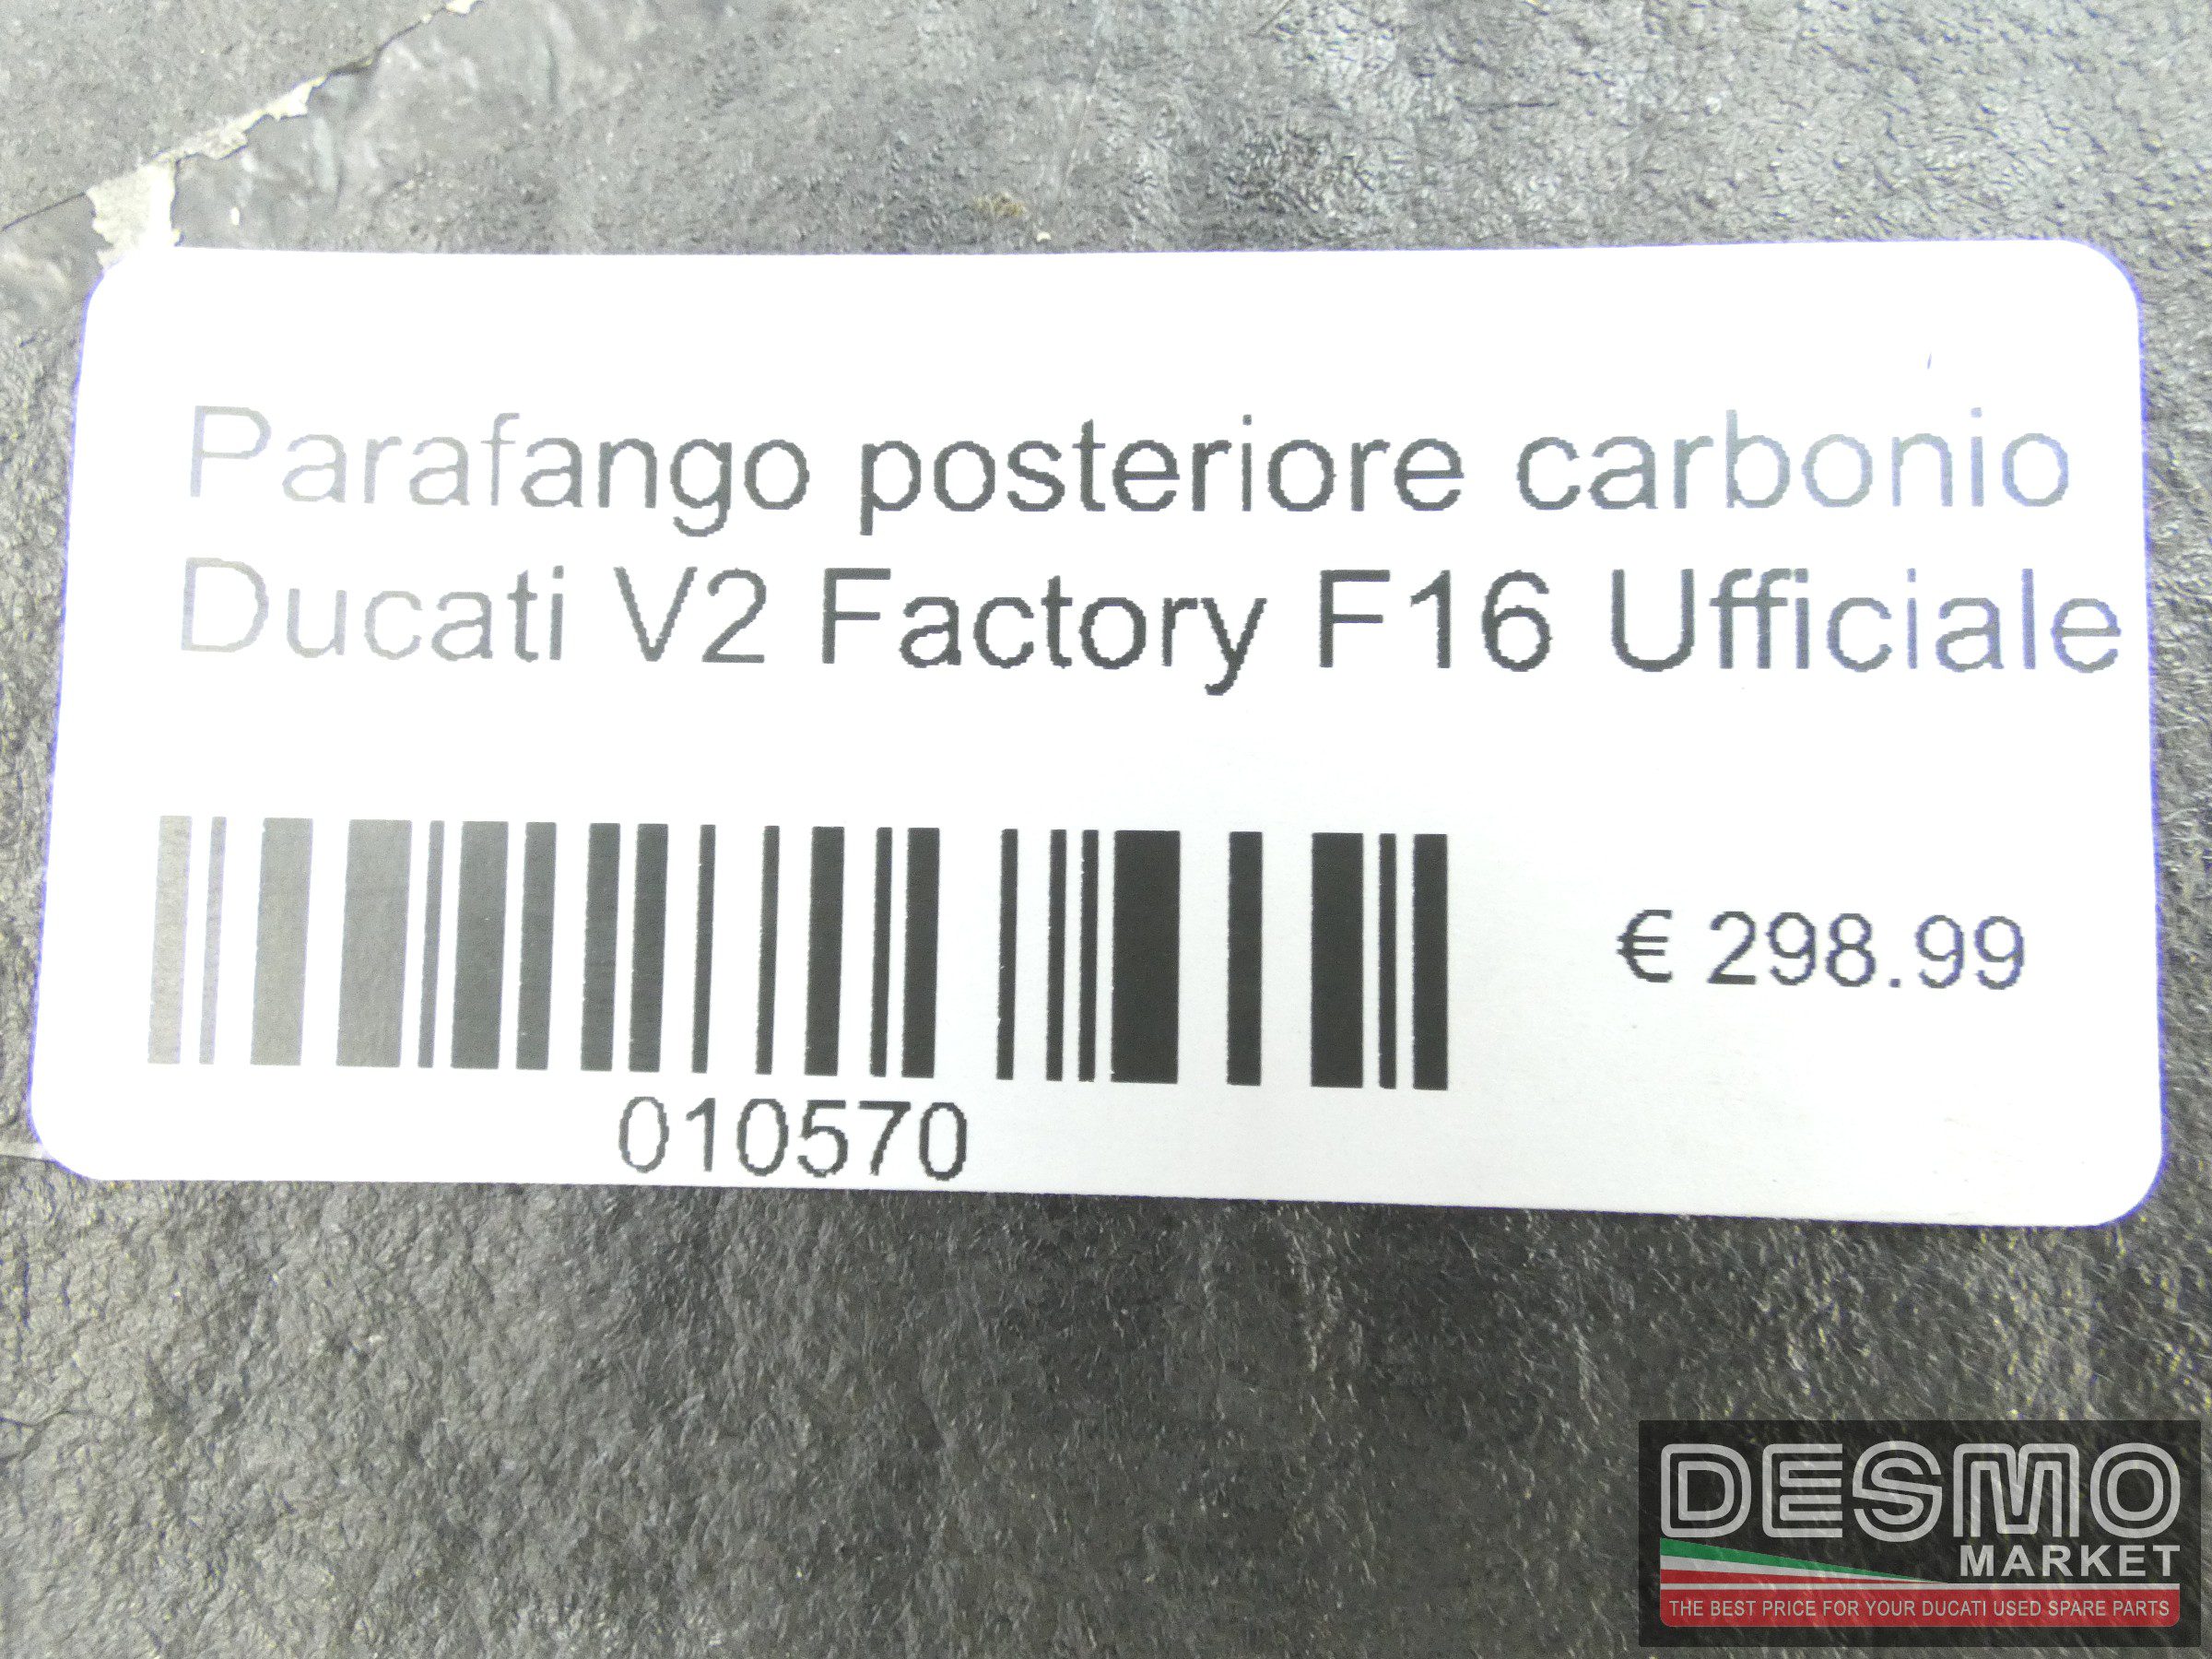 Parafango posteriore carbonio
Ducati V2 Factory F16 Ufficiale
€ 298.99
010570
DESMO
MARKET
THE BEST PRICE FOR YOUR DUCATI USED SPARE PARTS